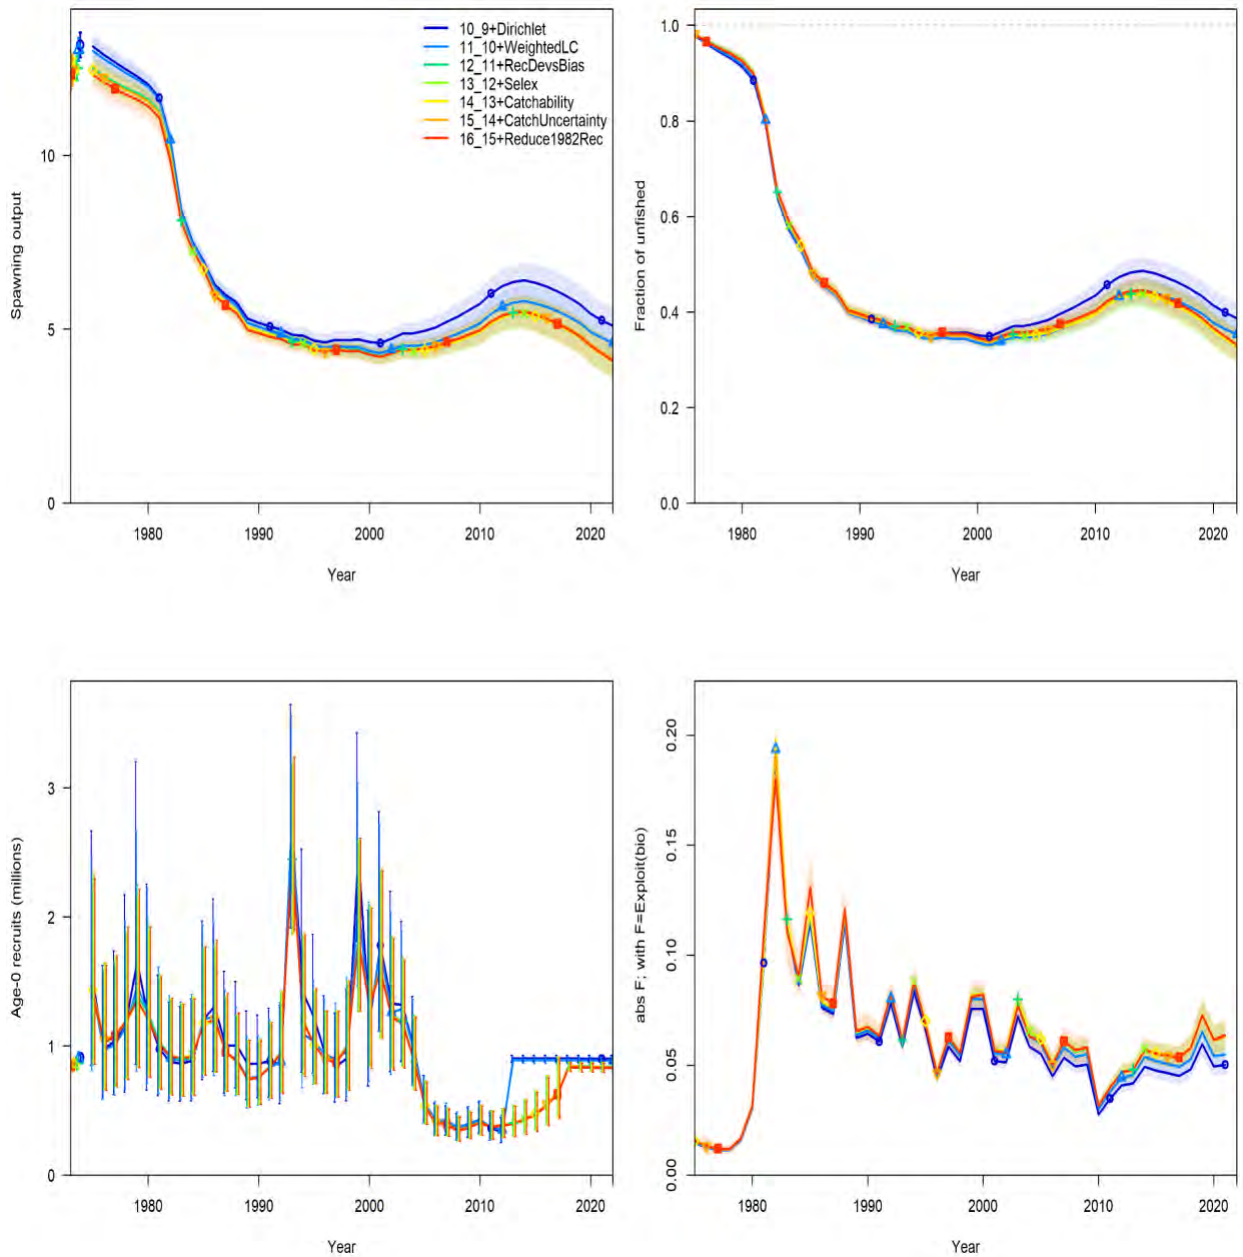 10_9+Dirichlet
11_10+WeightedLC
12_11+RecDevsBias
13_12+Selex
14_13+Catchability
15_14+CatchUncertainty
16_15+Reduce1982Rec
Spawning output
10
5
0
1980 1990 2000 2010 2020
Year
Fraction of unfished
1.0
0.8
0.6
0.4
0.2
0.0
1980 1990 2000 2010 2020
Year
Age-0 recruits (millions)
3
2
1
0
1980 1990 2000 2010 2020
Year
abs F; with F=Exploit(bio)
0.20
0.15
0.10
0.05
0.00
1980 1990 2000 2010 2020
Year